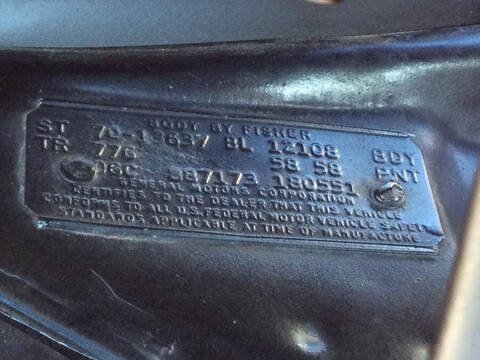 BODY BY FISHER
ST 70-13637 BL 12108 BDY
TR 776 58 58 PNT
06C 387173 180551
GENERAL MOTORS CORPORATION
CERTIFIES TO THE DEALER THAT THIS VEHICLE
CONFORMS TO ALL U.S. FEDERAL MOTOR VEHICLE SAFETY
STANDARDS APPLICABLE AT TIME OF MANUFACTURE